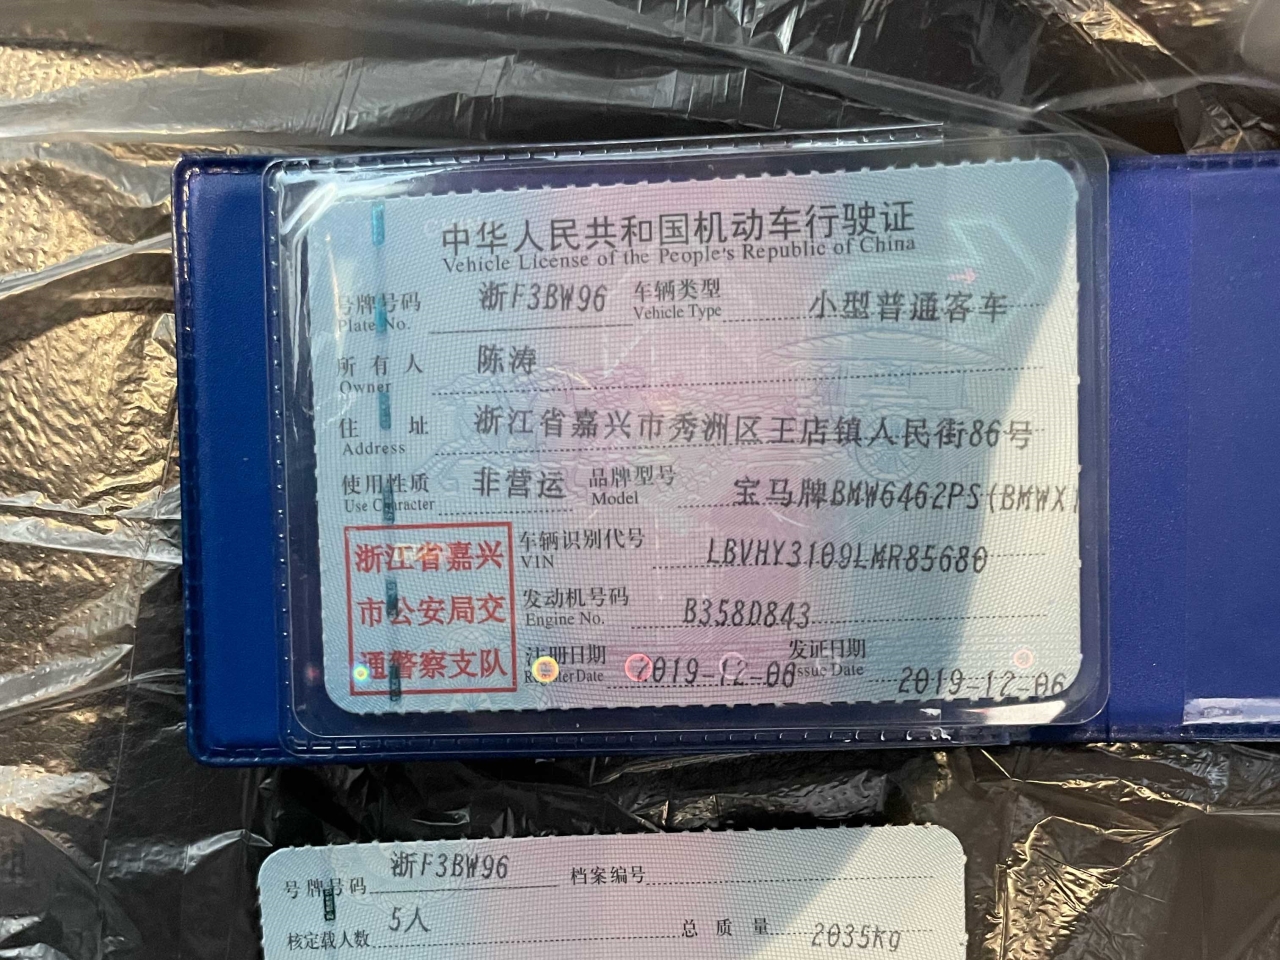 中华人民共和国机动车行驶证
Vehicle License of the People's Republic of China
号牌号码 浙F3BW96 车辆类型 小型普通客车
Plate No. Vehicle Type
所有人 陈涛
Owner
住址 浙江省嘉兴市秀洲区王店镇人民街86号
Address
使用性质 非营运 品牌型号 宝马牌BMW6462PS(BMWX
Use Character Model
浙江省嘉兴
市公安局交
通警察支队
车辆识别代号 LBVHY3109LMR85680
VIN
发动机号码 B358D843
Engine No.
注册日期 2019-12-06 发证日期 2019-12-06
Register Date Issue Date
号牌号码 浙F3BW96 档案编号
核定载人数 5人 总质量 2035kg